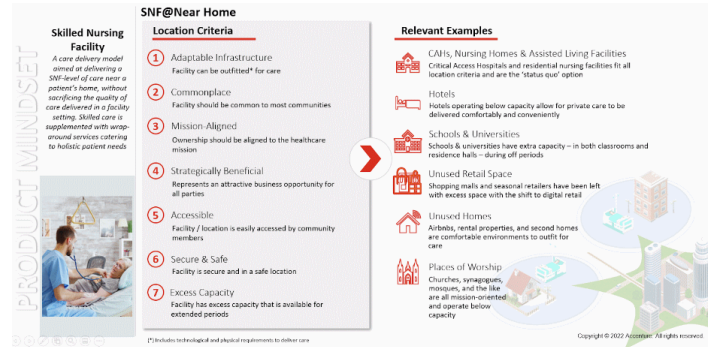 SNF@Near Home
Skilled Nursing
Facility
A care delivery model
aimed at delivering a
SNF-level of care near a
patient's home, without
sacrificing the quality of
care delivered in a facility
setting. Skilled care is
supplemented with wrap-
around services catering
to holistic patient needs
PRODUCT MINDSET
Location Criteria
1 Adaptable Infrastructure
Facility can be outfitted* for care
2 Commonplace
Facility should be common to most communities
3 Mission-Aligned
Ownership should be aligned to the healthcare
mission
4 Strategically Beneficial
Represents an attractive business opportunity for
all parties
5 Accessible
Facility / location is easily accessed by community
members
6 Secure & Safe
Facility is secure and in a safe location
7 Excess Capacity
Facility has excess capacity that is available for
extended periods
(*) Includes technological and physical requirements to deliver care
Relevant Examples
CAHs, Nursing Homes & Assisted Living Facilities
Critical Access Hospitals and residential nursing facilities fit all
location criteria and are the 'status quo' option
Hotels
Hotels operating below capacity allow for private care to be
delivered comfortably and conveniently
Schools & Universities
Schools & universities have extra capacity – in both classrooms and
residence halls – during off periods
Unused Retail Space
Shopping malls and seasonal retailers have been left
with excess space with the shift to digital retail
Unused Homes
Airbnbs, rental properties, and second homes
are comfortable environments to outfit for
care
Places of Worship
Churches, synagogues,
mosques, and the like
are all mission-oriented
and operate below
capacity
Copyright © 2022 Accenture. All rights reserved.